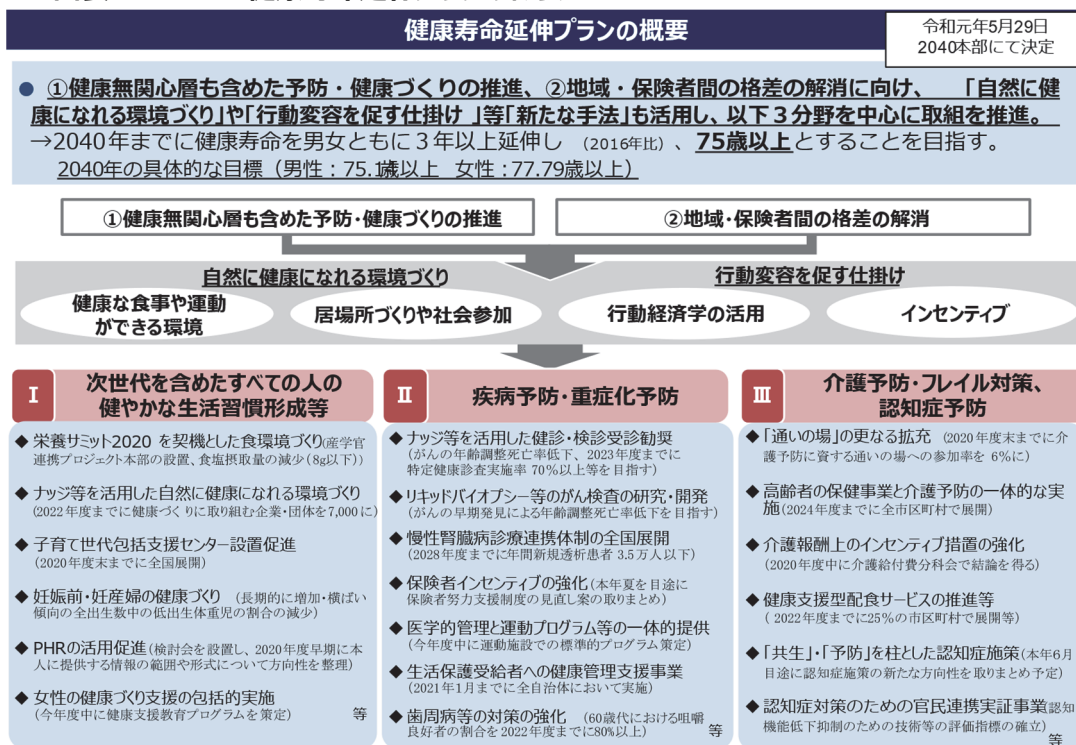 健康寿命延伸プランの概要
令和元年5月29日
2040本部にて決定
● ①健康無関心層も含めた予防・健康づくりの推進、②地域・保険者間の格差の解消に向け、 「自然に健
康になれる環境づくり」や「行動変容を促す仕掛け 」等「新たな手法」も活用し、以下３分野を中心に取組を推進。
→2040年までに健康寿命を男女ともに３年以上延伸し （2016年比）、75歳以上とすることを目指す。
2040年の具体的な目標（男性：75.1歳以上 女性：77.79歳以上）
①健康無関心層も含めた予防・健康づくりの推進
②地域・保険者間の格差の解消
自然に健康になれる環境づくり
行動変容を促す仕掛け
健康な食事や運動
ができる環境
居場所づくりや社会参加
行動経済学の活用
インセンティブ
Ⅰ
次世代を含めたすべての人の
健やかな生活習慣形成等
◆ 栄養サミット2020 を契機とした食環境づくり(産学官
連携プロジェクト本部の設置、食塩摂取量の減少（8g以下））
◆ ナッジ等を活用した自然に健康になれる環境づくり
(2022年度までに健康づくりに取り組む企業・団体を7,000に）
◆ 子育て世代包括支援センター設置促進
（2020年度末までに全国展開）
◆ 妊娠前・妊産婦の健康づくり （長期的に増加・横ばい
傾向の全出生数中の低出生体重児の割合の減少）
◆ PHRの活用促進（検討会を設置し、2020年度早期に本
人に提供する情報の範囲や形式について方向性を整理）
◆ 女性の健康づくり支援の包括的実施
（今年度中に健康支援教育プログラムを策定） 等
Ⅱ
疾病予防・重症化予防
◆ ナッジ等を活用した健診・検診受診勧奨
（がんの年齢調整死亡率低下、2023年度までに
特定健康診査実施率 70％以上等を目指す）
◆ リキッドバイオプシー等のがん検査の研究・開発
（がんの早期発見による年齢調整死亡率低下を目指す）
◆ 慢性腎臓病診療連携体制の全国展開
（2028年度までに年間新規透析患者 3.5万人以下）
◆ 保険者インセンティブの強化（本年夏を目途に
保険者努力支援制度の見直し案の取りまとめ）
◆ 医学的管理と運動プログラム等の一体的提供
（今年度中に運動施設での標準的プログラム策定）
◆ 生活保護受給者への健康管理支援事業
（2021年1月までに全自治体において実施）
◆ 歯周病等の対策の強化 （60歳代における咀嚼
良好者の割合を2022年度までに80%以上） 等
Ⅲ
介護予防・フレイル対策、
認知症予防
◆ 「通いの場」の更なる拡充 （2020年度末までに介
護予防に資する通いの場への参加率を 6％に）
◆ 高齢者の保健事業と介護予防の一体的な実
施（2024年度までに全市区町村で展開）
◆ 介護報酬上のインセンティブ措置の強化
（2020年度中に介護給付費分科会で結論を得る）
◆ 健康支援型配食サービスの推進等
（ 2022年度までに25％の市区町村で展開等）
◆ 「共生」・「予防」を柱とした認知症施策（本年６月
目途に認知症施策の新たな方向性を取りまとめ予定）
◆ 認知症対策のための官民連携実証事業（認知
機能低下抑制のための技術等の評価指標の確立）
等